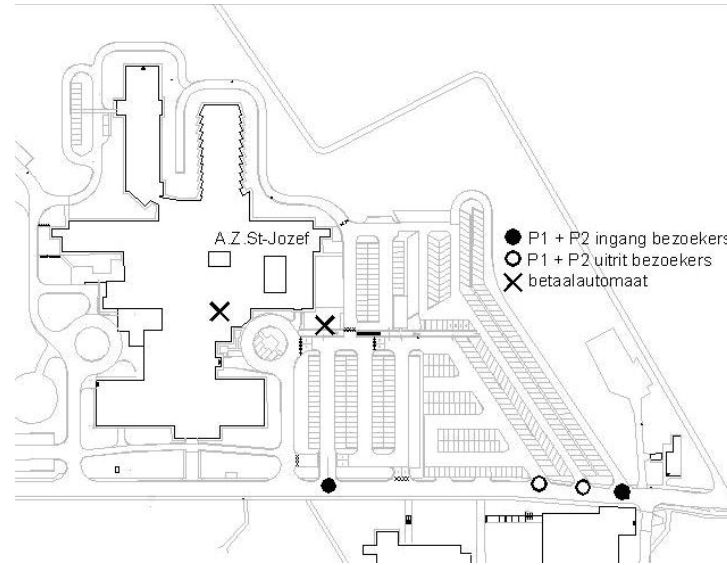 A.Z.St-Jozef
P1 + P2 ingang bezoekers
P1 + P2 uitrit bezoekers
betaalautomaat